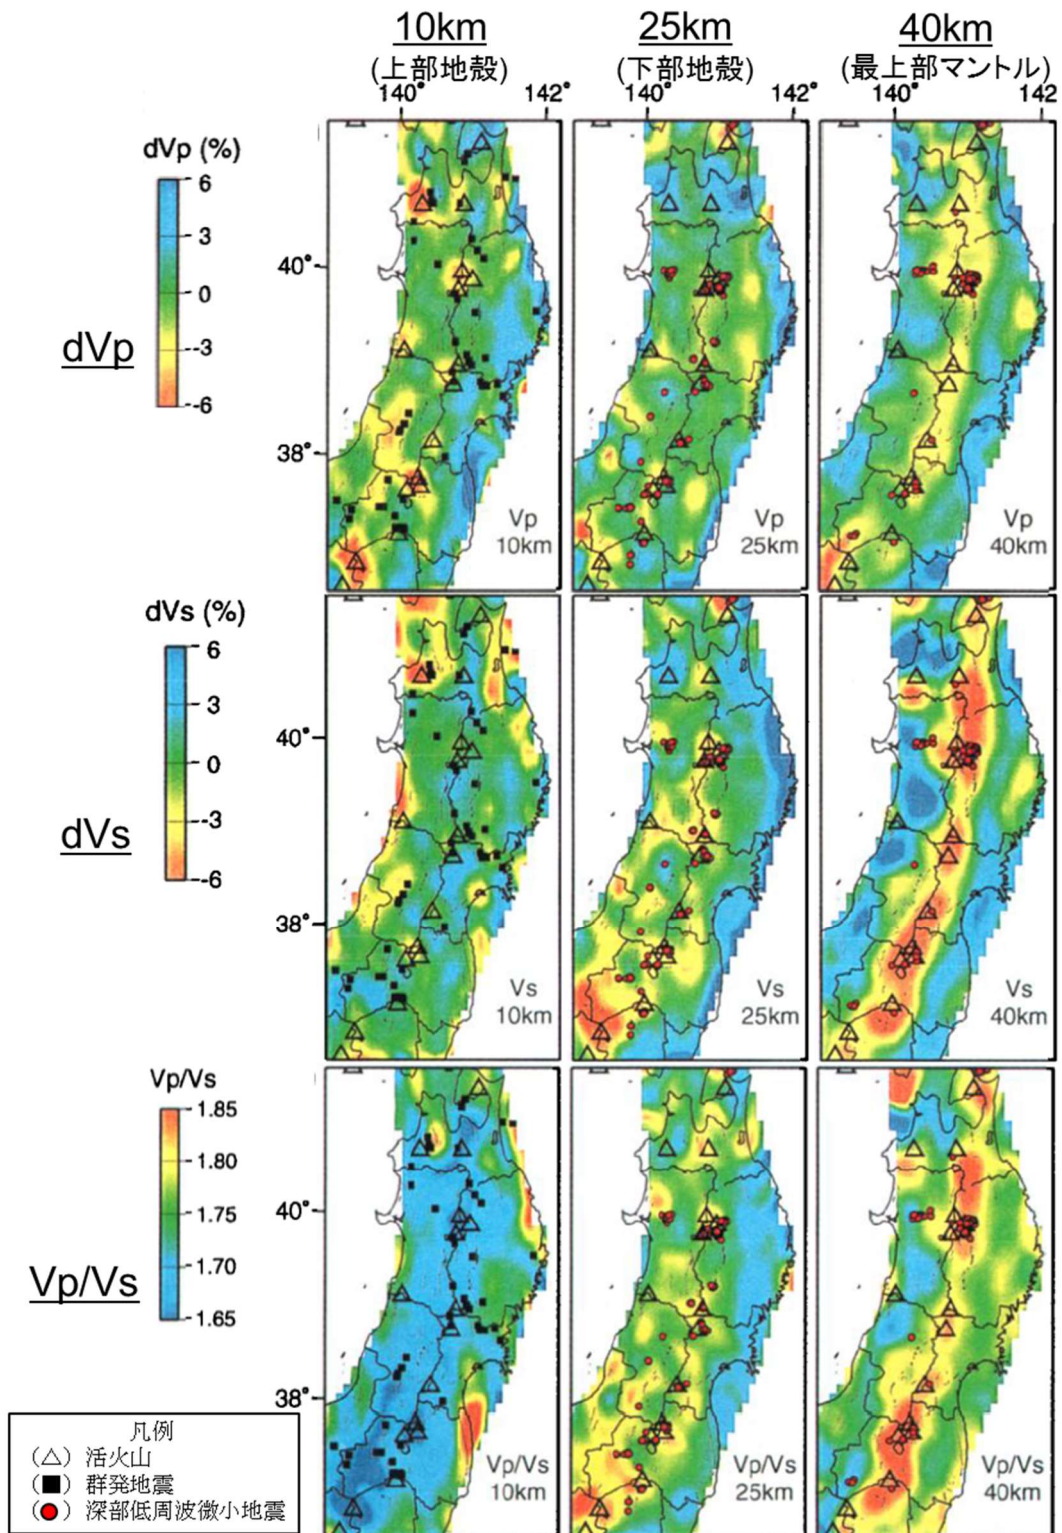 10km
25km
40km
(上部地殻)
(下部地殻)
(最上部マントル)
140°
142°
140°
142°
140°
142
dVp (%)
6
3
0
-3
-6
dVp
40°
38°
Vp
10km
Vp
25km
Vp
40km
dVs (%)
6
3
0
-3
-6
dVs
40°
38°
Vs
10km
Vs
25km
Vs
40km
Vp/Vs
1.85
1.80
1.75
1.70
1.65
Vp/Vs
40°
38°
Vp/Vs
10km
Vp/Vs
25km
Vp/Vs
40km
凡例
(△) 活火山
(■) 群発地震
(●) 深部低周波微小地震